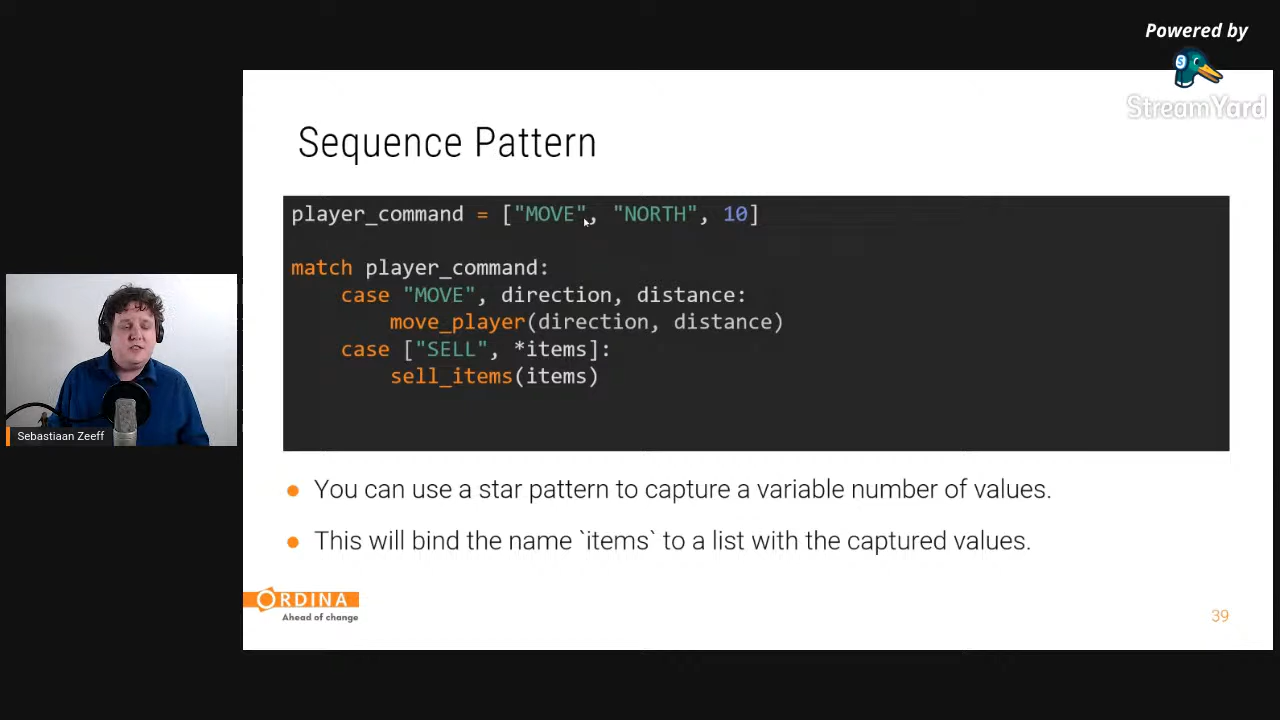 Powered by
StreamYard
Sequence Pattern
player_command = ["MOVE", "NORTH", 10]
match player_command:
    case "MOVE", direction, distance:
        move_player(direction, distance)
    case ["SELL", *items]:
        sell_items(items)
Sebastiaan Zeeff
You can use a star pattern to capture a variable number of values.
This will bind the name `items` to a list with the captured values.
ORDINA
Ahead of change
39